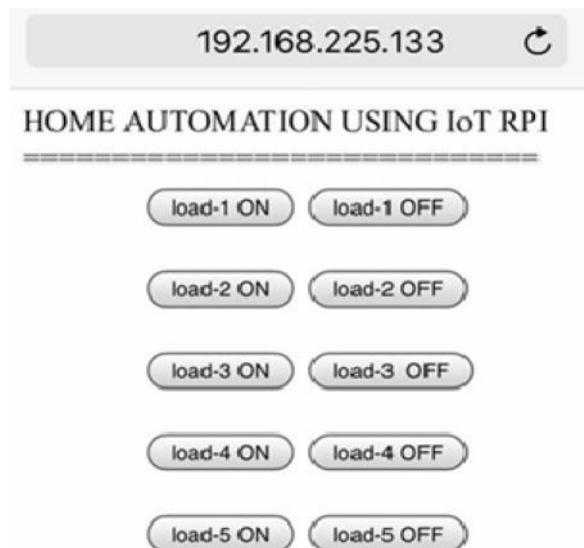 192.168.225.133
HOME AUTOMATION USING IoT RPI
==============================
load-1 ON load-1 OFF
load-2 ON load-2 OFF
load-3 ON load-3 OFF
load-4 ON load-4 OFF
load-5 ON load-5 OFF